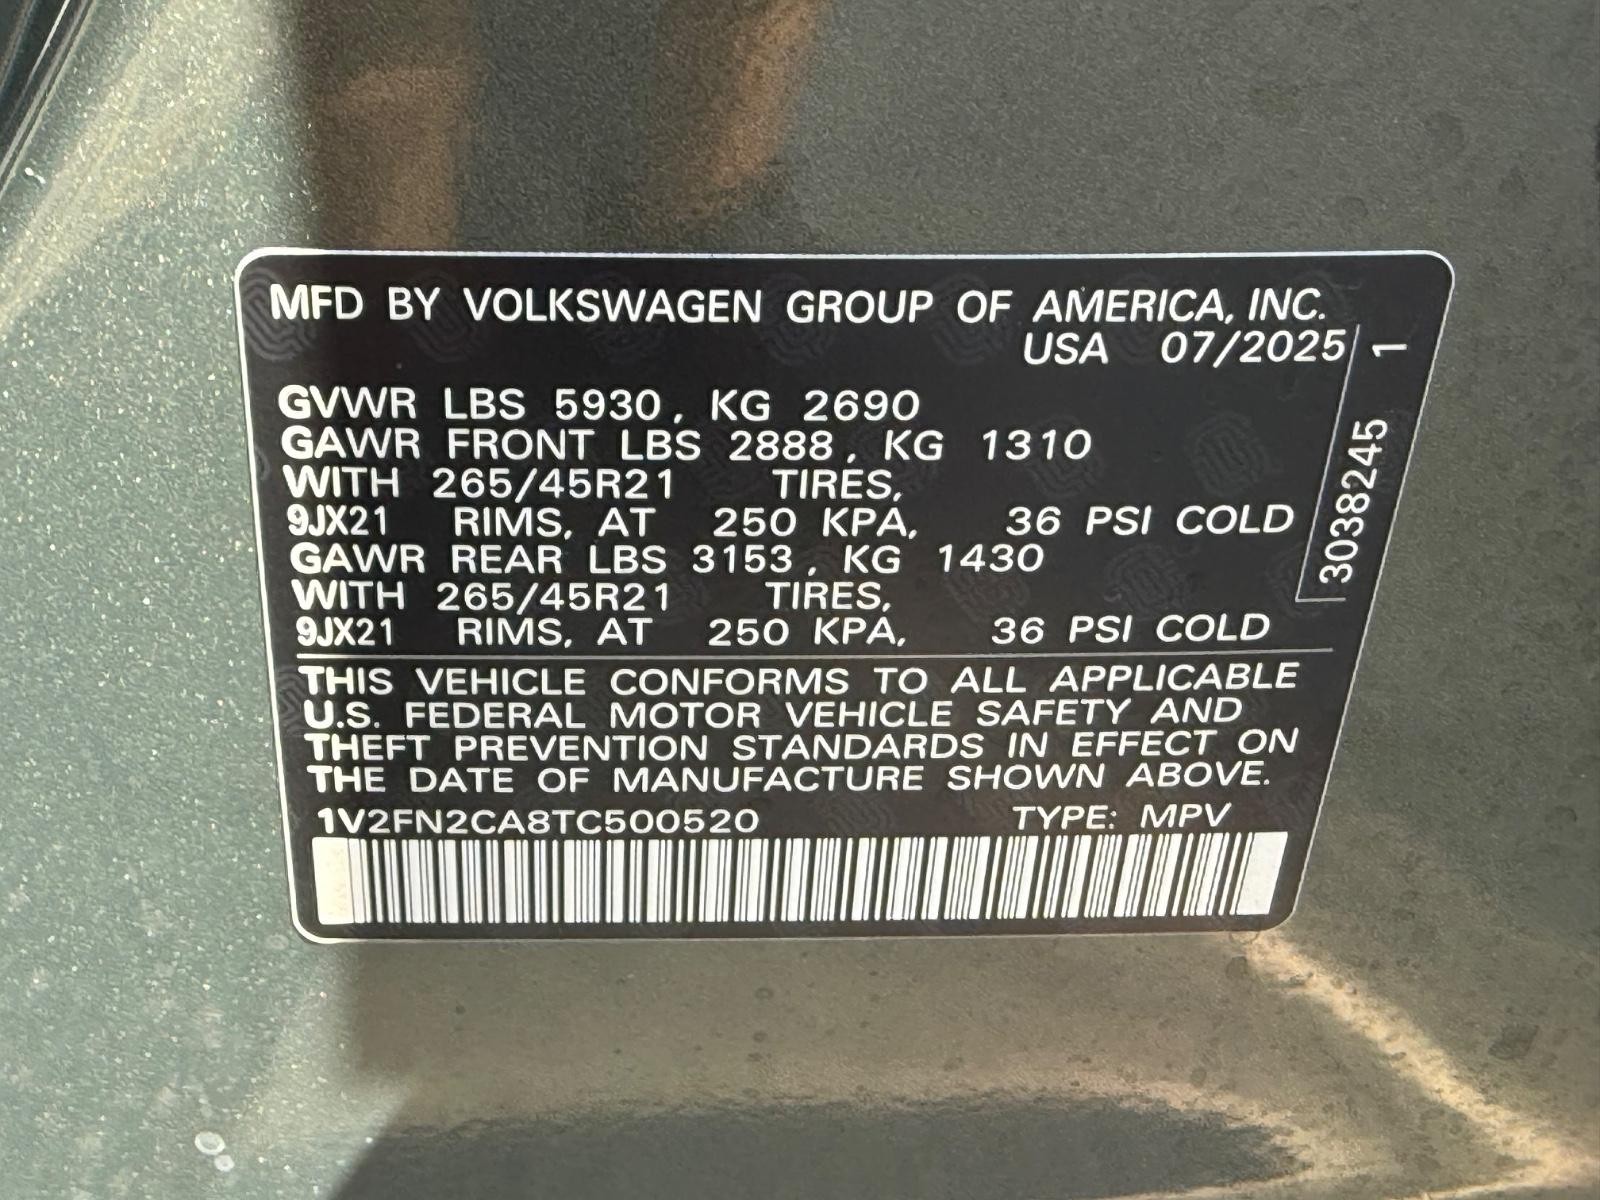 MFD BY VOLKSWAGEN GROUP OF AMERICA, INC.
USA 07/2025
GVWR LBS 5930, KG 2690
GAWR FRONT LBS 2888, KG 1310
WITH 265/45R21 TIRES,
9JX21 RIMS, AT 250 KPA, 36 PSI COLD
GAWR REAR LBS 3153, KG 1430
WITH 265/45R21 TIRES,
9JX21 RIMS, AT 250 KPA, 36 PSI COLD
THIS VEHICLE CONFORMS TO ALL APPLICABLE
U.S. FEDERAL MOTOR VEHICLE SAFETY AND
THEFT PREVENTION STANDARDS IN EFFECT ON
THE DATE OF MANUFACTURE SHOWN ABOVE.
1V2FN2CA8TC500520 TYPE: MPV
3038245 1